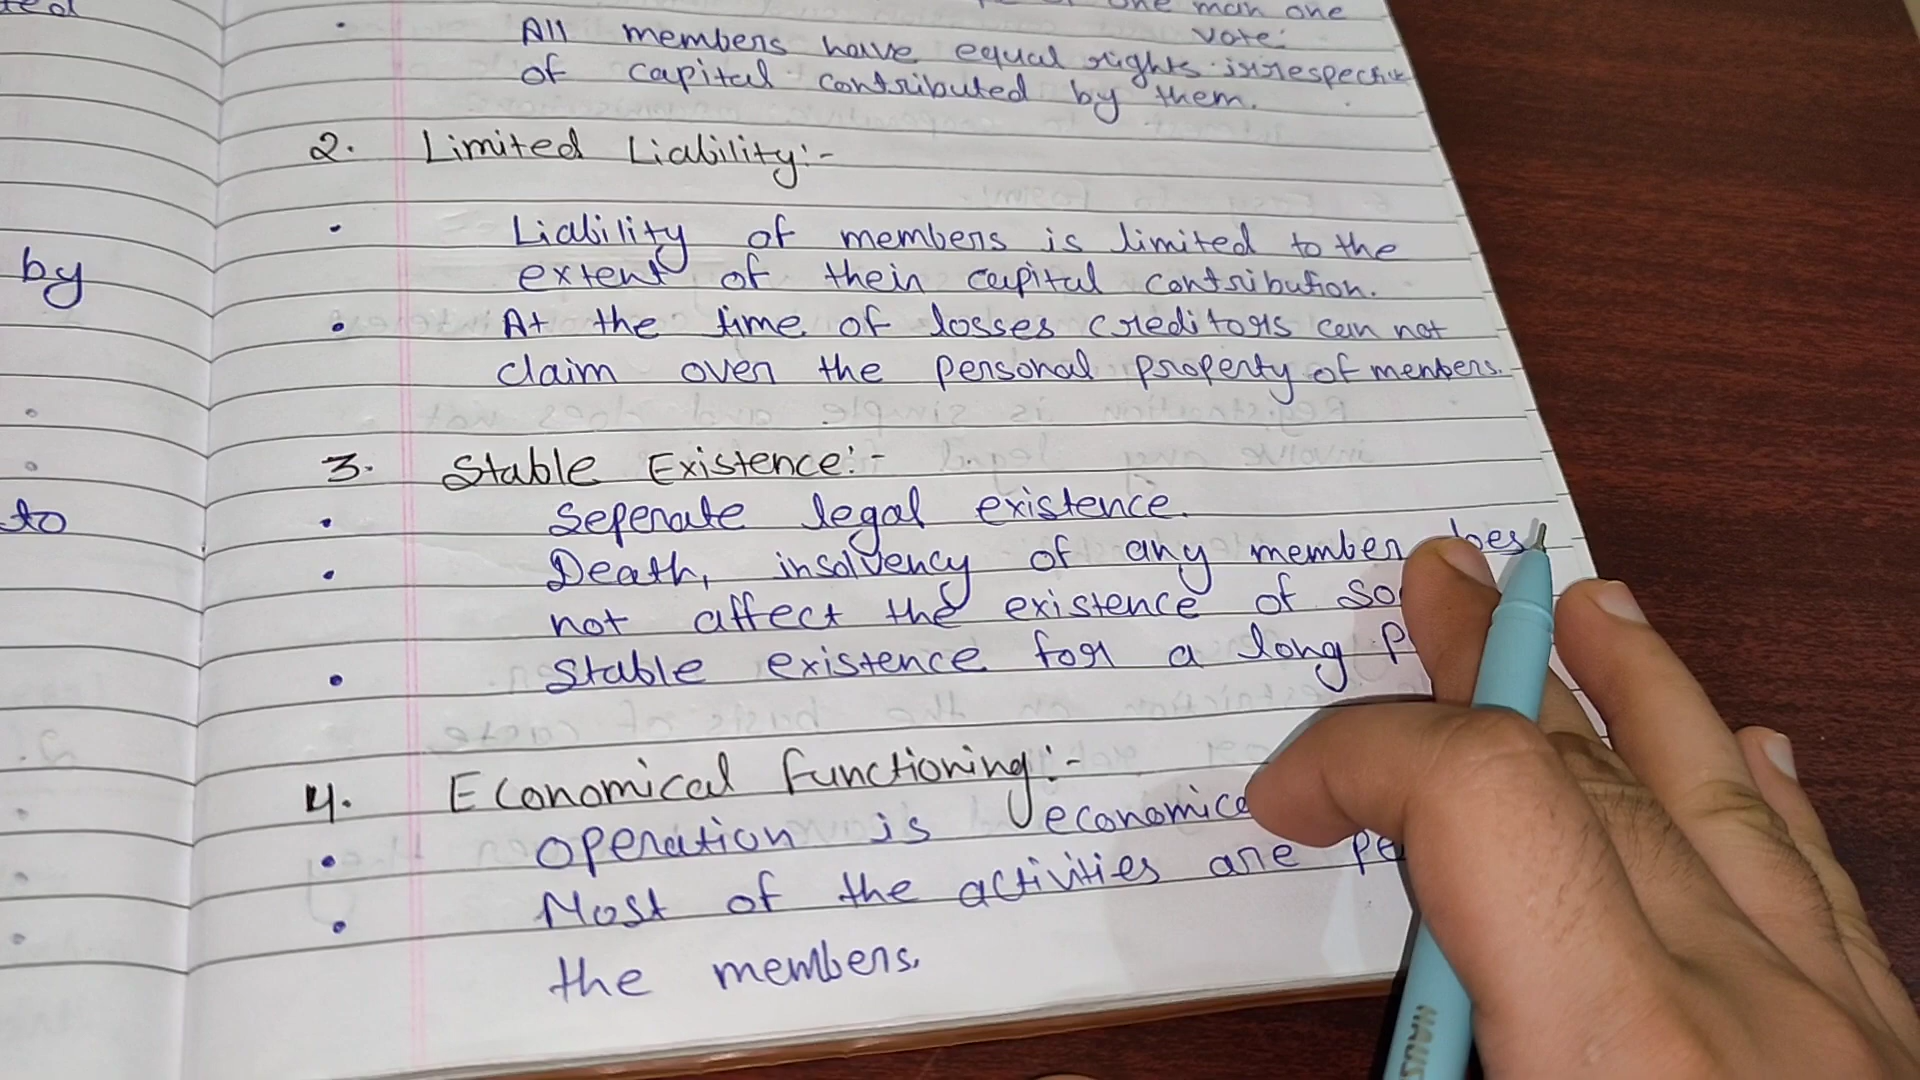 one man one
vote.
• All members have equal rights irrespective
of capital contributed by them.
2. Limited Liability:-
• Liability of members is limited to the
by
extent of their capital contribution.
• At the time of losses creditors can not
claim over the personal property of members.
3. Stable Existence:-
• Seperate legal existence.
to
• Death, insolvency of any member does
not affect the existence of
• Stable existence for a long
4. Economical functioning:-
• Operation is
• Most of the activities are
the members.
HAUS